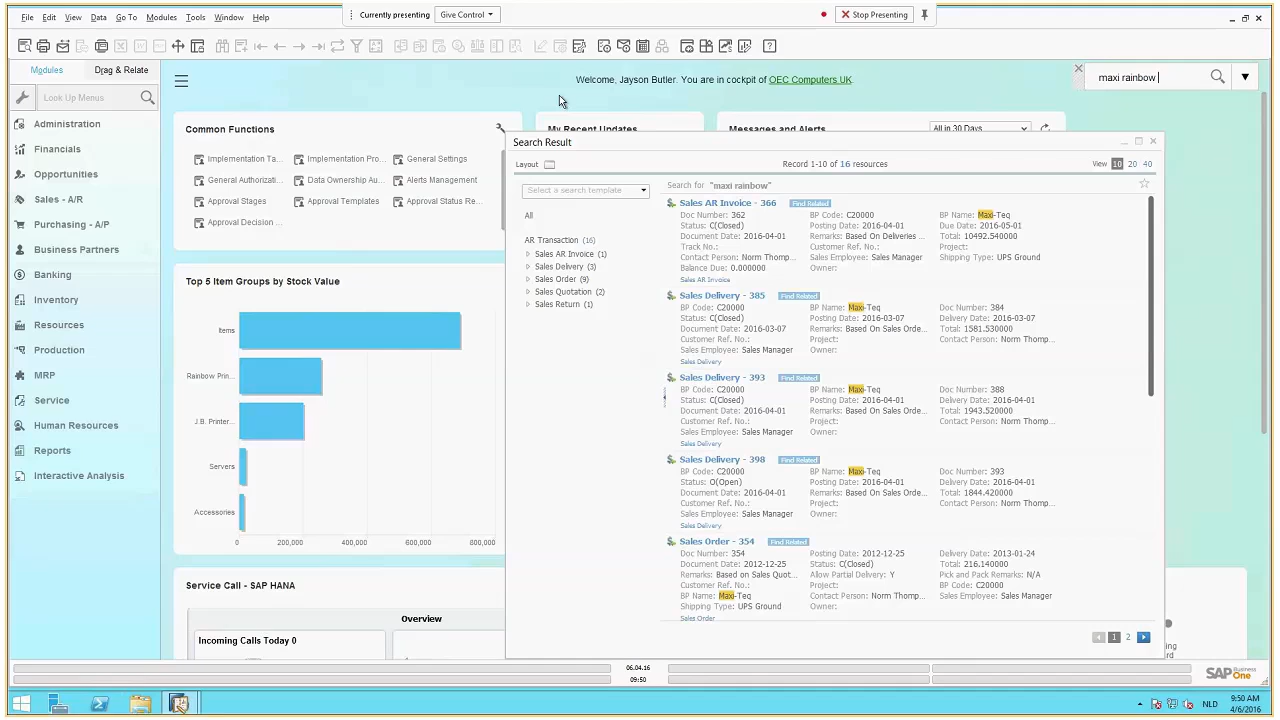 File Edit View Data Go To Modules Tools Window Help
Currently presenting Give Control Stop Presenting
Modules Drag & Relate
Look Up Menus
Administration
Financials
Opportunities
Sales - A/R
Purchasing - A/P
Business Partners
Banking
Inventory
Resources
Production
MRP
Service
Human Resources
Reports
Interactive Analysis
Welcome, Jayson Butler. You are in cockpit of OEC Computers UK
maxi rainbow
Common Functions
Implementation Ta... Implementation Pro... General Settings
General Authorizati... Data Ownership Au... Alerts Management
Approval Stages Approval Templates Approval Status Re...
Approval Decision ...
My Recent Updates
Messages and Alerts All in 30 Days
Top 5 Item Groups by Stock Value
Items
Rainbow Prin...
J.B. Printer...
Servers
Accessories
0 200,000 400,000 600,000 800,000
Service Call - SAP HANA
Overview
Incoming Calls Today 0
Search Result
Layout
Record 1-10 of 16 resources
View 10 20 40
Select a search template
All
AR Transaction (16)
Sales AR Invoice (1)
Sales Delivery (3)
Sales Order (9)
Sales Quotation (2)
Sales Return (1)
Search for "maxi rainbow"
Sales AR Invoice - 366 Find Related
Doc Number: 362 BP Code: C20000 BP Name: Maxi-Teq
Status: C(Closed) Posting Date: 2016-04-01 Due Date: 2016-05-01
Document Date: 2016-04-01 Remarks: Based On Deliveries ... Total: 10492.540000
Track No.: Customer Ref. No.: Project:
Contact Person: Norm Thomp... Sales Employee: Sales Manager Shipping Type: UPS Ground
Balance Due: 0.000000 Owner:
Sales AR Invoice
Sales Delivery - 385 Find Related
BP Code: C20000 BP Name: Maxi-Teq Doc Number: 384
Status: C(Closed) Posting Date: 2016-03-07 Delivery Date: 2016-03-07
Document Date: 2016-03-07 Remarks: Based On Sales Orde... Total: 1581.530000
Customer Ref. No.: Project: Contact Person: Norm Thomp...
Sales Employee: Sales Manager Owner:
Sales Delivery
Sales Delivery - 393 Find Related
BP Code: C20000 BP Name: Maxi-Teq Doc Number: 388
Status: C(Closed) Posting Date: 2016-04-01 Delivery Date: 2016-04-01
Document Date: 2016-04-01 Remarks: Based On Sales Orde... Total: 1943.520000
Customer Ref. No.: Project: Contact Person: Norm Thomp...
Sales Employee: Sales Manager Owner:
Sales Delivery
Sales Delivery - 398 Find Related
BP Code: C20000 BP Name: Maxi-Teq Doc Number: 393
Status: O(Open) Posting Date: 2016-04-01 Delivery Date: 2016-04-01
Document Date: 2016-04-01 Remarks: Based On Sales Orde... Total: 1844.420000
Customer Ref. No.: Project: Contact Person: Norm Thomp...
Sales Employee: Sales Manager Owner:
Sales Delivery
Sales Order - 354 Find Related
Doc Number: 354 Posting Date: 2012-12-25 Delivery Date: 2013-01-24
Document Date: 2012-12-25 Status: C(Closed) Total: 216.140000
Remarks: Based on Sales Quot... Allow Partial Delivery: Y Pick and Pack Remarks: N/A
Customer Ref. No.: Project: BP Code: C20000
BP Name: Maxi-Teq Contact Person: Norm Thomp... Sales Employee: Sales Manager
Shipping Type: UPS Ground Owner:
Sales Order
1 2
06.04.16
09:50
SAP Business One
NLD
9:50 AM
4/6/2016